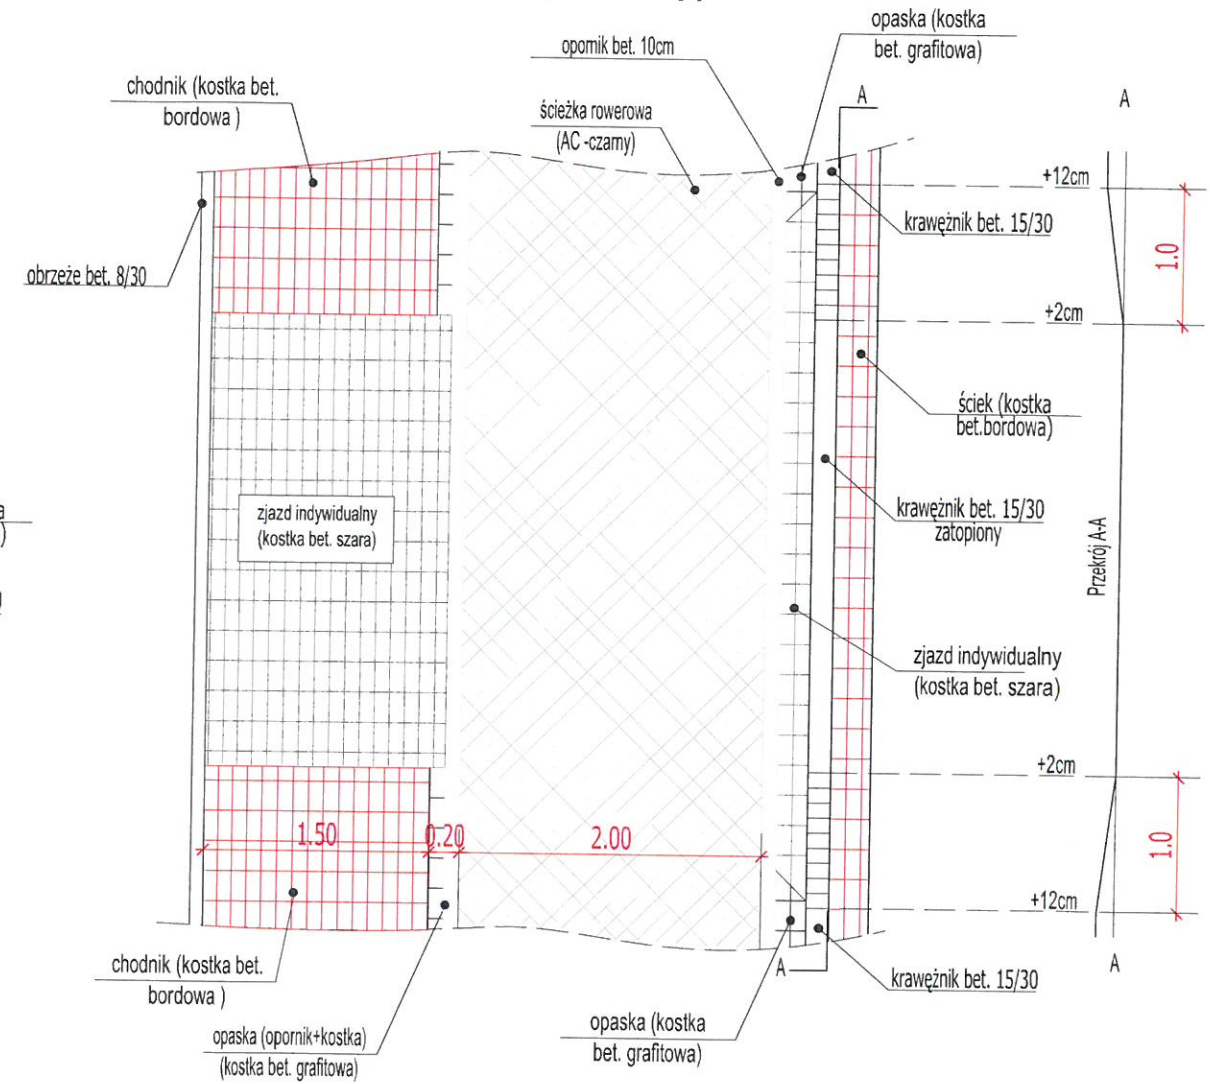 opaska (kostka
bet. grafitowa)
opornik bet. 10cm
chodnik (kostka bet.
bordowa )
ścieżka rowerowa
(AC -czarny)
A
A
+12cm
krawężnik bet. 15/30
1.0
obrzeże bet. 8/30
+2cm
ściek (kostka
bet.bordowa)
zjazd indywidualny
(kostka bet. szara)
krawężnik bet. 15/30
zatopiony
Przekrój A-A
zjazd indywidualny
(kostka bet. szara)
+2cm
1.50
0.20
2.00
1.0
+12cm
A
A
krawężnik bet. 15/30
chodnik (kostka bet.
bordowa )
opaska (opornik+kostka)
(kostka bet. grafitowa)
opaska (kostka
bet. grafitowa)